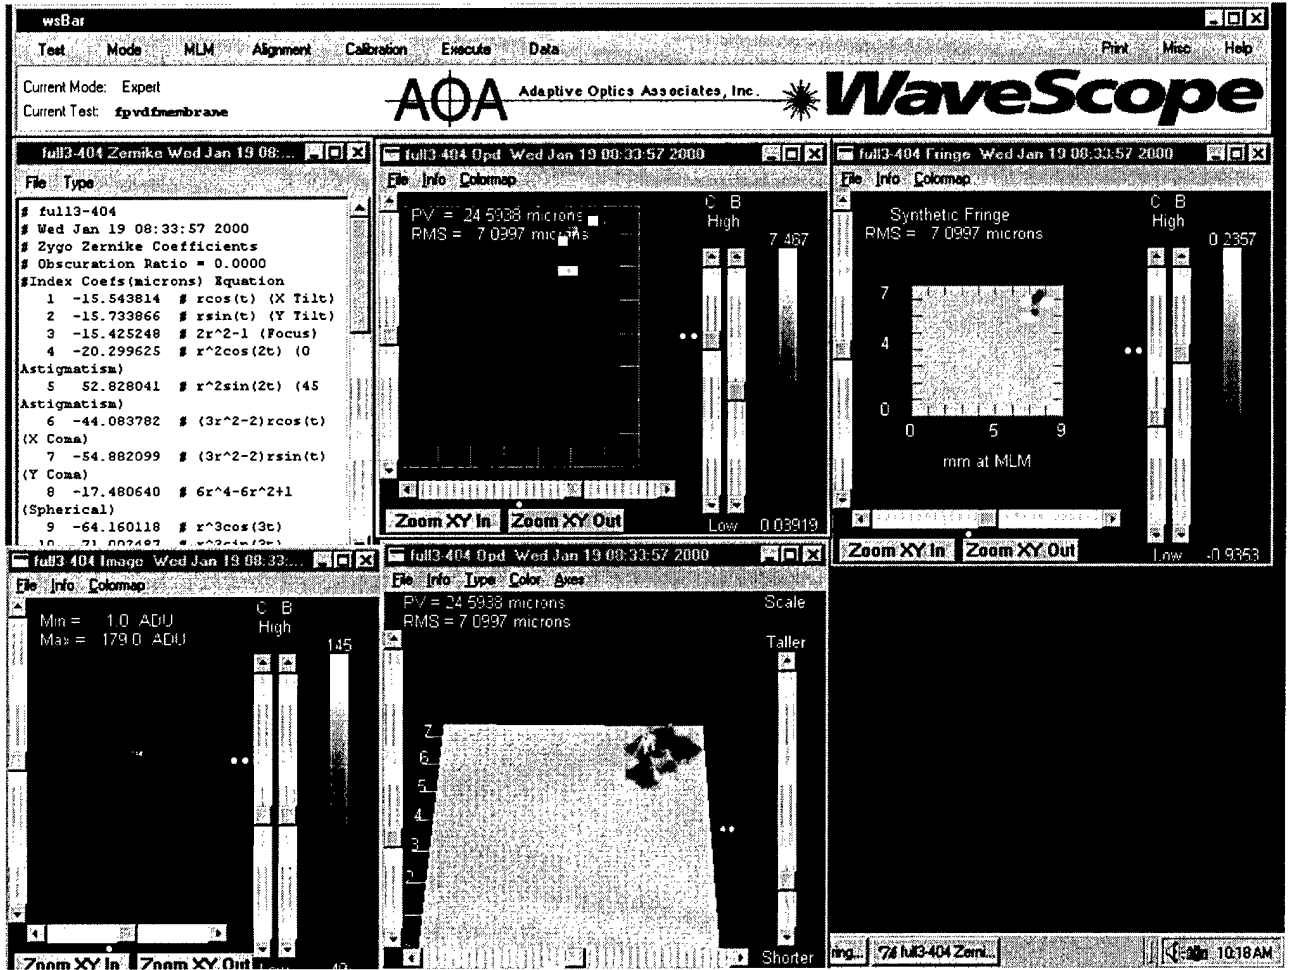 wsBar
Test Mode MLM Alignment Calibration Execute Data Print Misc Help
Current Mode: Expert
Current Test: fpvdfmembrane
AOA Adaptive Optics Associates, Inc. WaveScope
full3-404 Zernike Wed Jan 19 08:...
File Type
# full3-404
# Wed Jan 19 08:33:57 2000
# Zygo Zernike Coefficients
# Obscuration Ratio = 0.0000
#Index Coefs(microns) Equation
1 -15.543814 # rcos(t) (X Tilt)
2 -15.733866 # rsin(t) (Y Tilt)
3 -15.425248 # 2r^2-1 (Focus)
4 -20.299625 # r^2cos(2t) (0
Astigmatism)
5 52.828041 # r^2sin(2t) (45
Astigmatism)
6 -44.083782 # (3r^2-2)rcos(t)
(X Coma)
7 -54.882099 # (3r^2-2)rsin(t)
(Y Coma)
8 -17.480640 # 6r^4-6r^2+1
(Spherical)
9 -64.160118 # r^3cos(3t)
full3-404 Opd Wed Jan 19 08:33:57 2000
File Info Colormap
PV = 24.5938 microns
RMS = 7.0997 microns
C B
High
7.467
Zoom XY In Zoom XY Out
Low 0.03919
full3-404 Fringe Wed Jan 19 08:33:57 2000
File Info Colormap
Synthetic Fringe
RMS = 7.0997 microns
C B
High
0.2357
7
4
0
0 5 9
mm at MLM
Zoom XY In Zoom XY Out
Low -0.9353
full3-404 Image Wed Jan 19 08:33:...
File Info Colormap
Min = 1.0 ADU
Max = 179.0 ADU
C B
High
145
Zoom XY In Zoom XY Out
full3-404 Opd Wed Jan 19 08:33:57 2000
File Info Type Color Axes
PV = 24.5938 microns
RMS = 7.0997 microns
Scale
Taller
7
6
5
4
3
2
Shorter
ring... full3-404 Zerni...
10:18AM